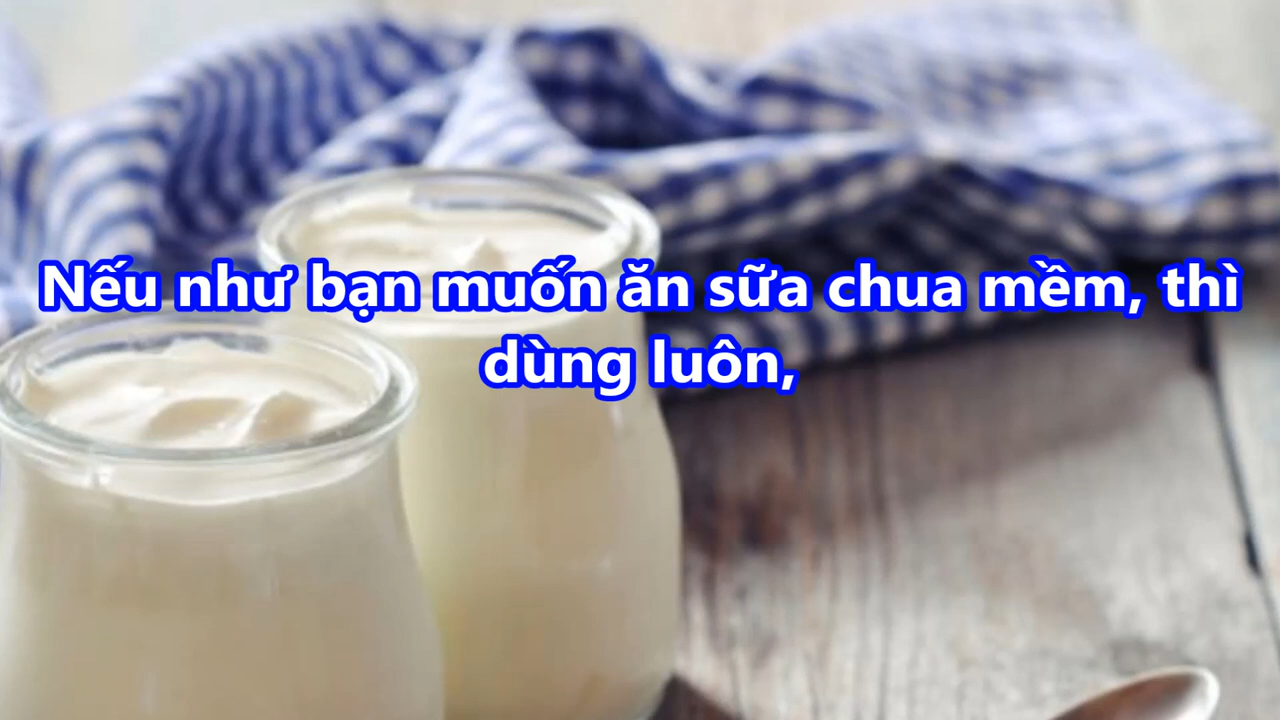 Nếu như bạn muốn ăn sữa chua mềm, thì
dùng luôn,